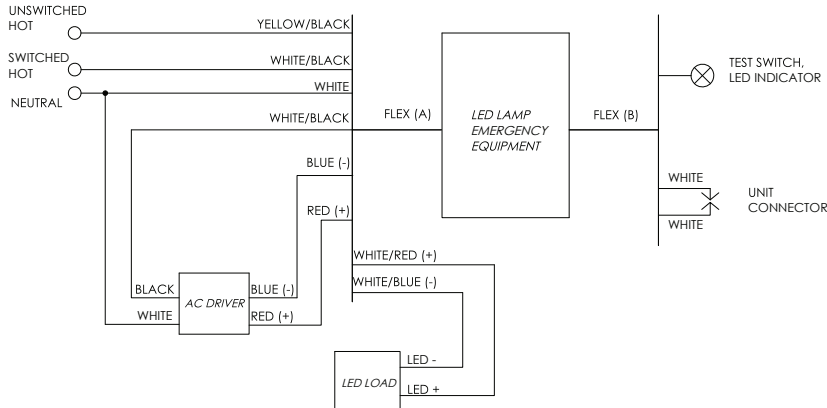 UNSWITCHED
HOT
YELLOW/BLACK
SWITCHED
HOT
WHITE/BLACK
NEUTRAL
WHITE
WHITE/BLACK
BLUE (-)
RED (+)
FLEX (A)
LED LAMP
EMERGENCY
EQUIPMENT
FLEX (B)
TEST SWITCH,
LED INDICATOR
WHITE
WHITE
UNIT
CONNECTOR
WHITE/RED (+)
WHITE/BLUE (-)
BLACK
WHITE
AC DRIVER
BLUE (-)
RED (+)
LED LOAD
LED -
LED +